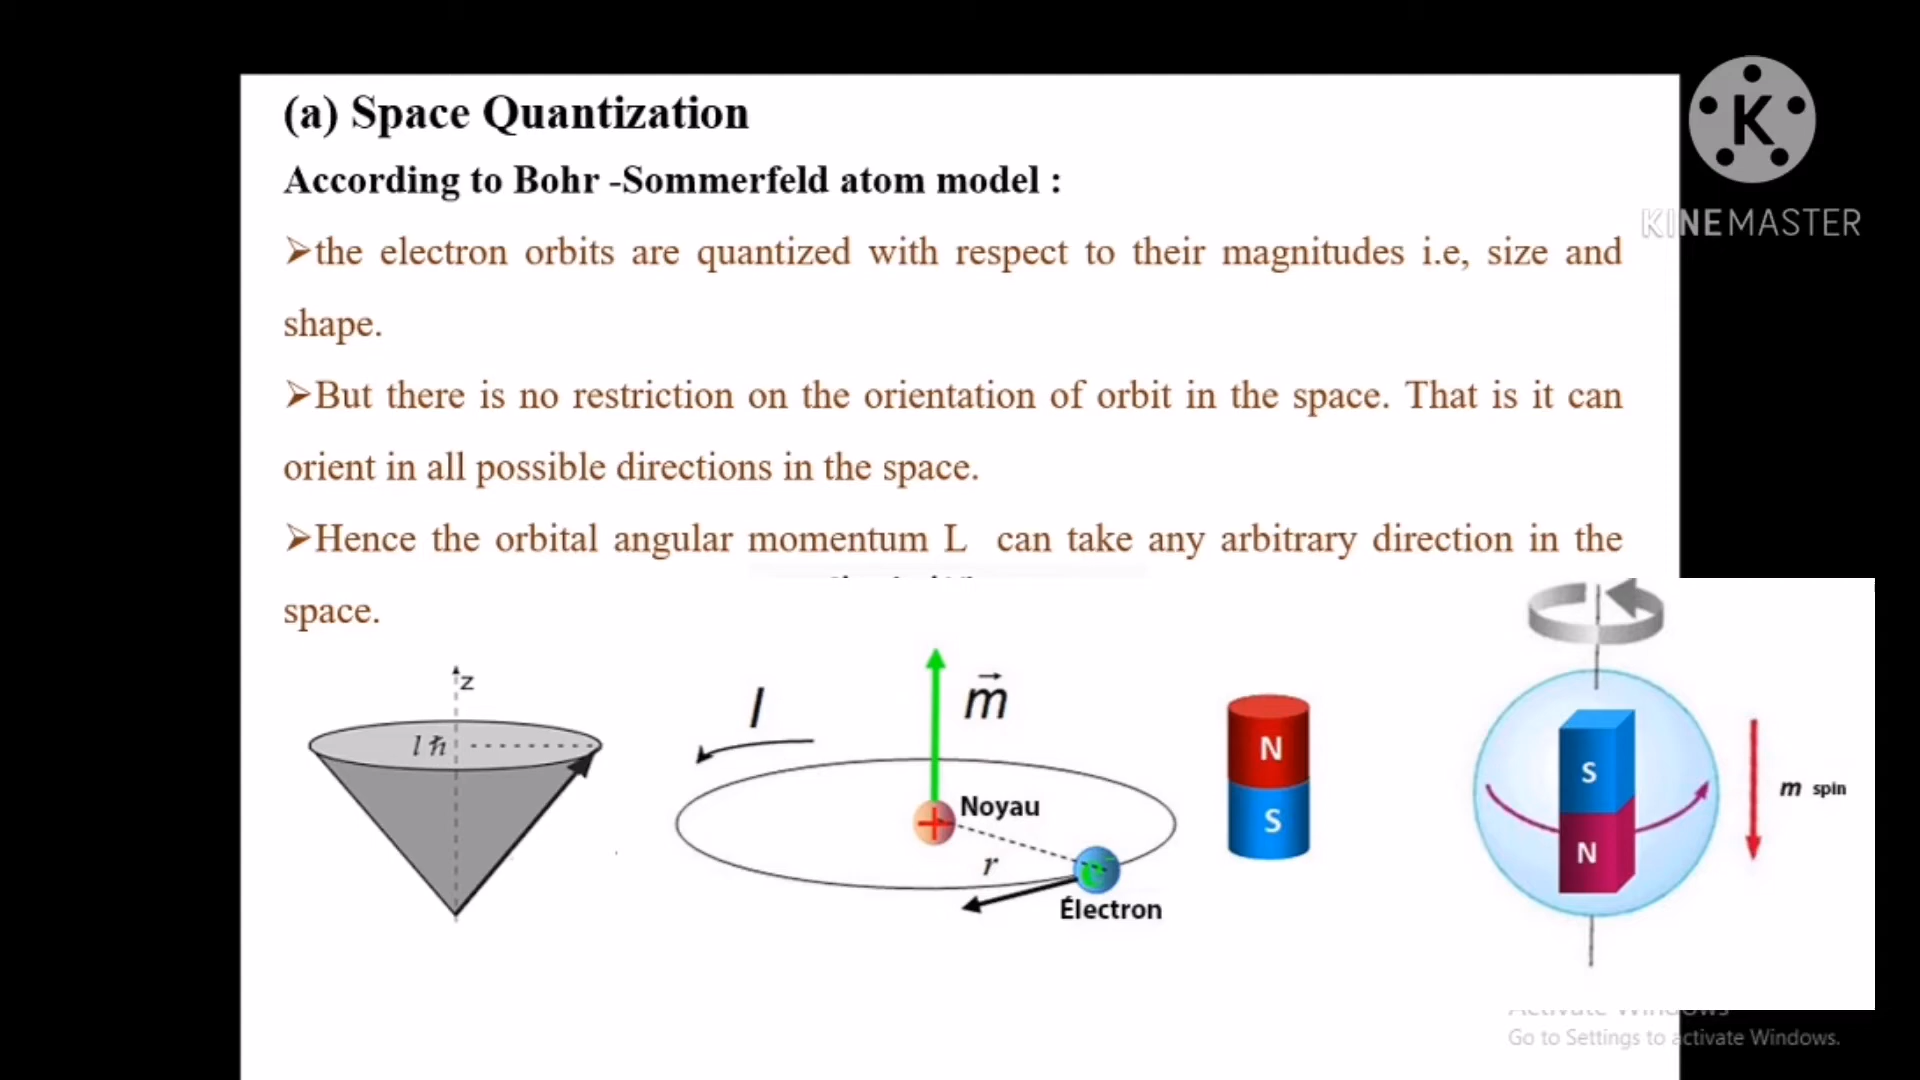 (a) Space Quantization
According to Bohr -Sommerfeld atom model :
➢the electron orbits are quantized with respect to their magnitudes i.e, size and
shape.
➢But there is no restriction on the orientation of orbit in the space. That is it can
orient in all possible directions in the space.
➢Hence the orbital angular momentum L can take any arbitrary direction in the
space.
z
l ℏ
I
m⃗
Noyau
r
e⁻
Électron
N
S
S
N
m spin
K
KINEMASTER
Activate Windows
Go to Settings to activate Windows.